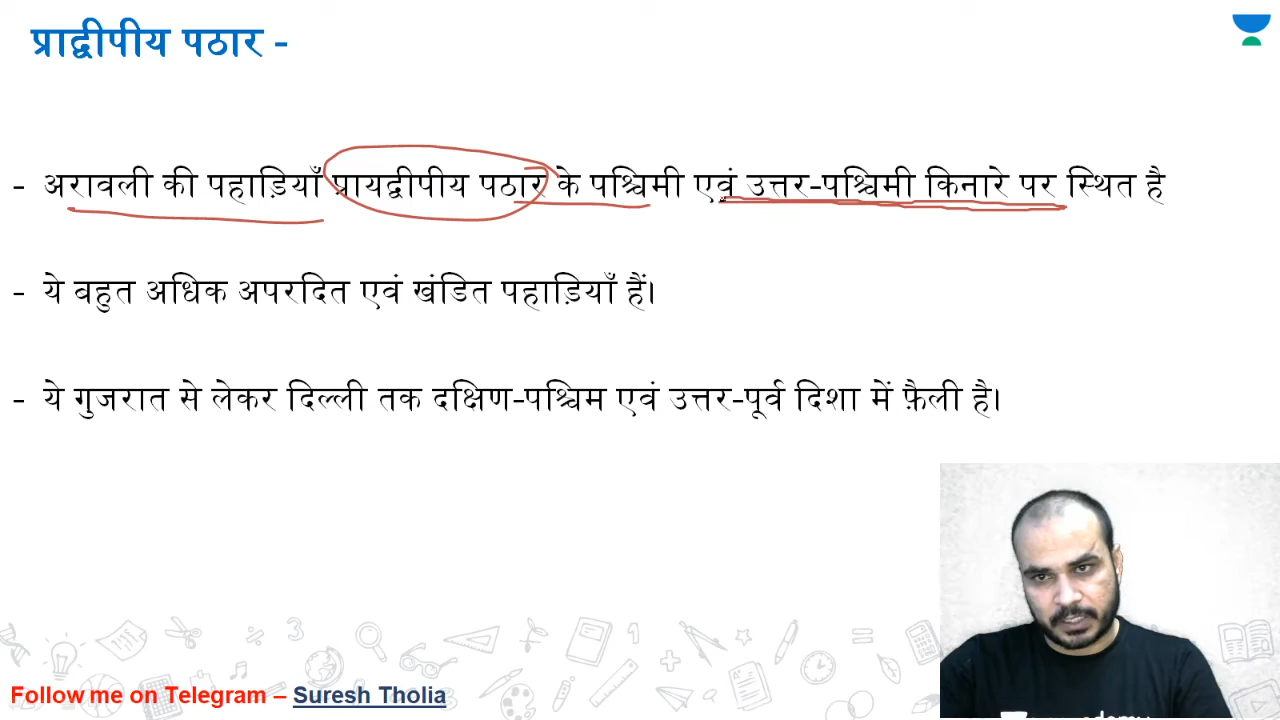 प्राद्वीपीय पठार -
- अरावली की पहाड़ियाँ प्रायद्वीपीय पठार के पश्चिमी एवं उत्तर-पश्चिमी किनारे पर स्थित है
- ये बहुत अधिक अपरदित एवं खंडित पहाड़ियाँ हैं।
- ये गुजरात से लेकर दिल्ली तक दक्षिण-पश्चिम एवं उत्तर-पूर्व दिशा में फ़ैली है।
Follow me on Telegram – Suresh Tholia